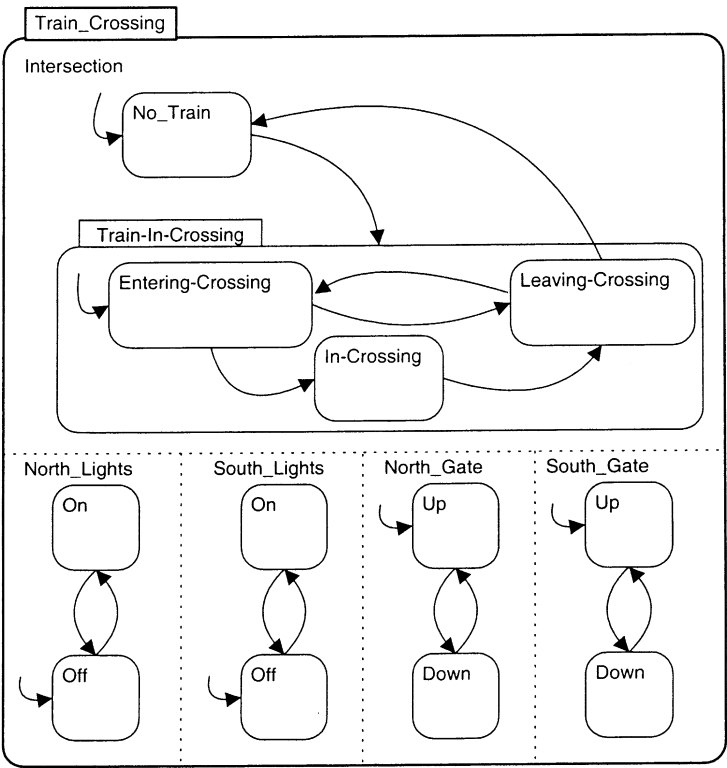 Train_Crossing
Intersection
No_Train
Train-In-Crossing
Entering-Crossing
Leaving-Crossing
In-Crossing
North_Lights
South_Lights
North_Gate
South_Gate
On
On
Up
Up
Off
Off
Down
Down